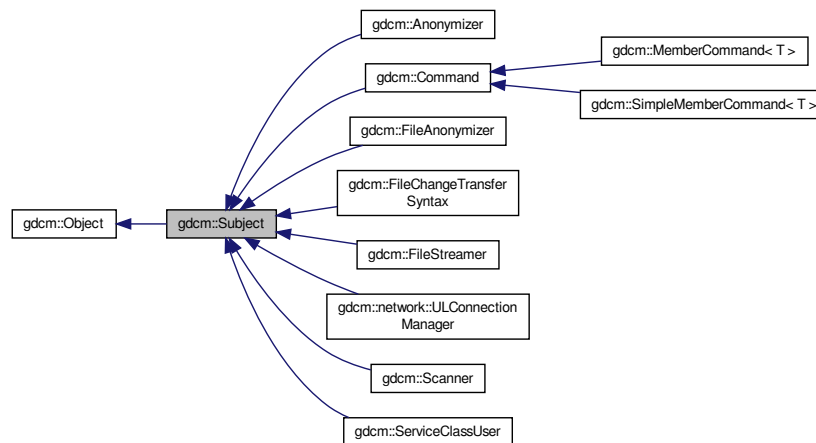 gdcm::Anonymizer
gdcm::MemberCommand< T >
gdcm::Command
gdcm::SimpleMemberCommand< T >
gdcm::FileAnonymizer
gdcm::FileChangeTransfer
Syntax
gdcm::Object
gdcm::Subject
gdcm::FileStreamer
gdcm::network::ULConnection
Manager
gdcm::Scanner
gdcm::ServiceClassUser